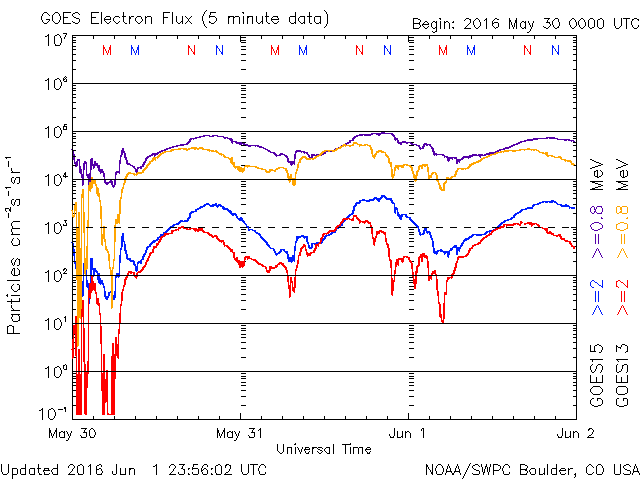 GOES Electron Flux (5 minute data)
Begin: 2016 May 30 0000 UTC
M M N N M M N N M M N N
10⁷
10⁶
10⁵
10⁴
10³
10²
10¹
10⁰
10⁻¹
Particles cm⁻²s⁻¹sr⁻¹
May 30 May 31 Jun 1 Jun 2
Universal Time
GOES15 >=2 >=0.8 MeV
GOES13 >=2 >=0.8 MeV
Updated 2016 Jun 1 23:56:02 UTC
NOAA/SWPC Boulder, CO USA